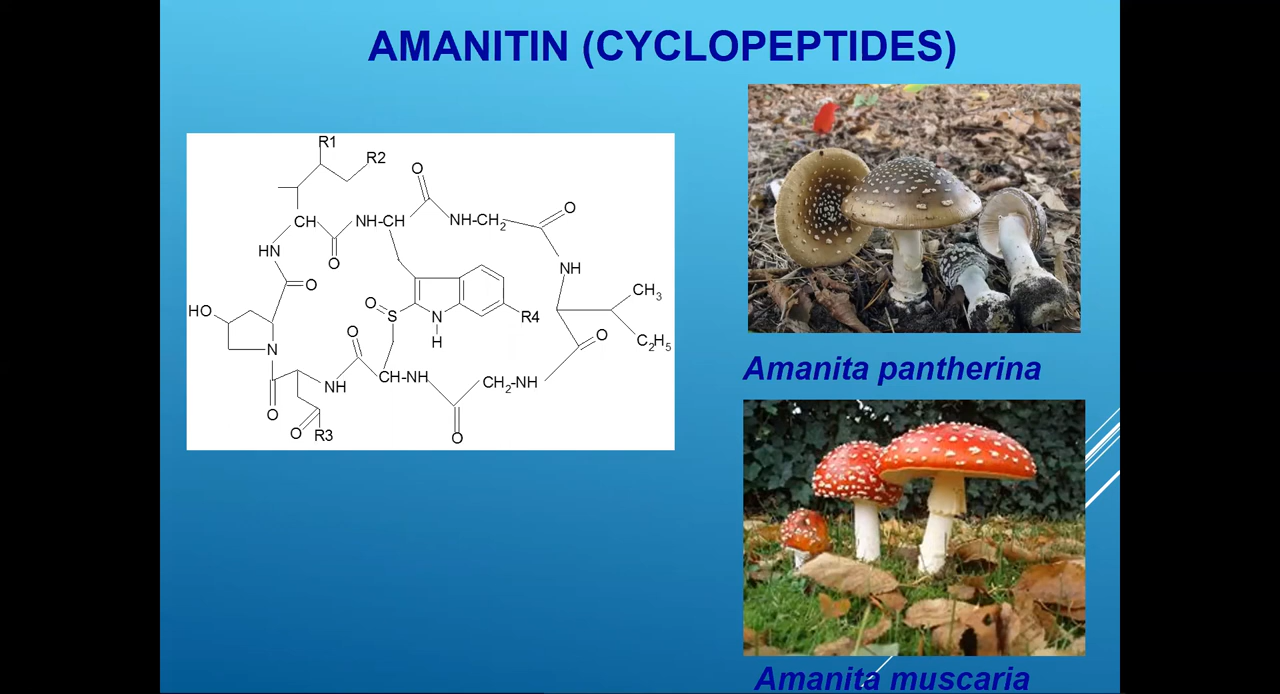 AMANITIN (CYCLOPEPTIDES)
R1
R2
O
CH
NH-CH
NH-CH2
O
HN
O
NH
O
CH3
HO
O
S
N
R4
H
O
O
C2H5
N
O
NH
CH-NH
CH2-NH
O
O
R3
O
Amanita pantherina
Amanita muscaria